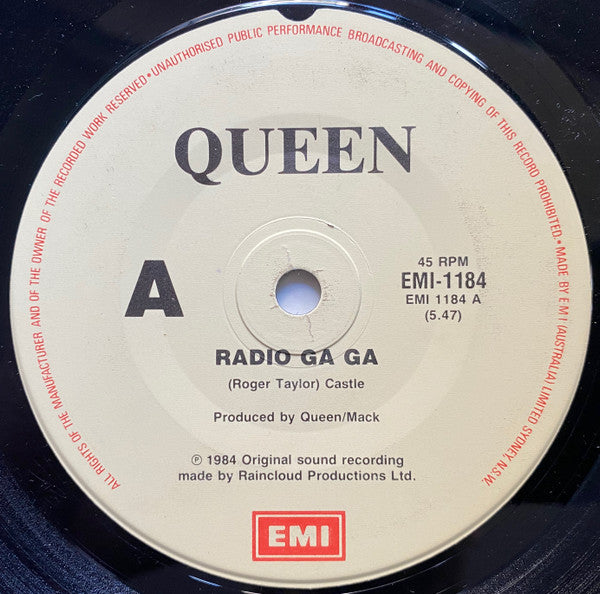 ALL RIGHTS OF THE MANUFACTURER AND OF THE OWNER OF THE RECORDED WORK RESERVED•UNAUTHORISED PUBLIC PERFORMANCE BROADCASTING AND COPYING OF THIS RECORD PROHIBITED.•MADE BY E M I (AUSTRALIA) LIMITED SYDNEY, N.S.W.
QUEEN
A
45 RPM
EMI-1184
EMI 1184 A
(5.47)
RADIO GA GA
(Roger Taylor) Castle
Produced by Queen/Mack
℗ 1984 Original sound recording
made by Raincloud Productions Ltd.
EMI